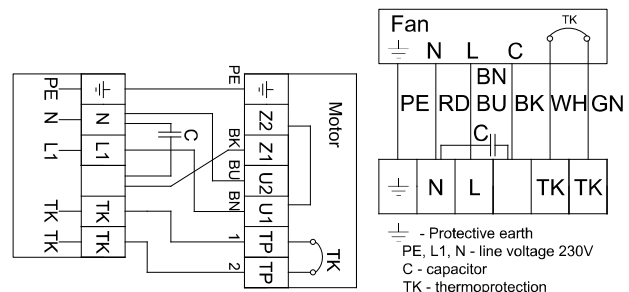 PE
N
L1
TK
TK
N
L1
TK
TK
C
PE
BK
BU
BN
1
2
Z2
Z1
U2
U1
TP
TP
Motor
TK
Fan
TK
N L C
BN
PE RD BU BK WH GN
C
N L TK TK
- Protective earth
PE, L1, N - line voltage 230V
C - capacitor
TK - thermoprotection